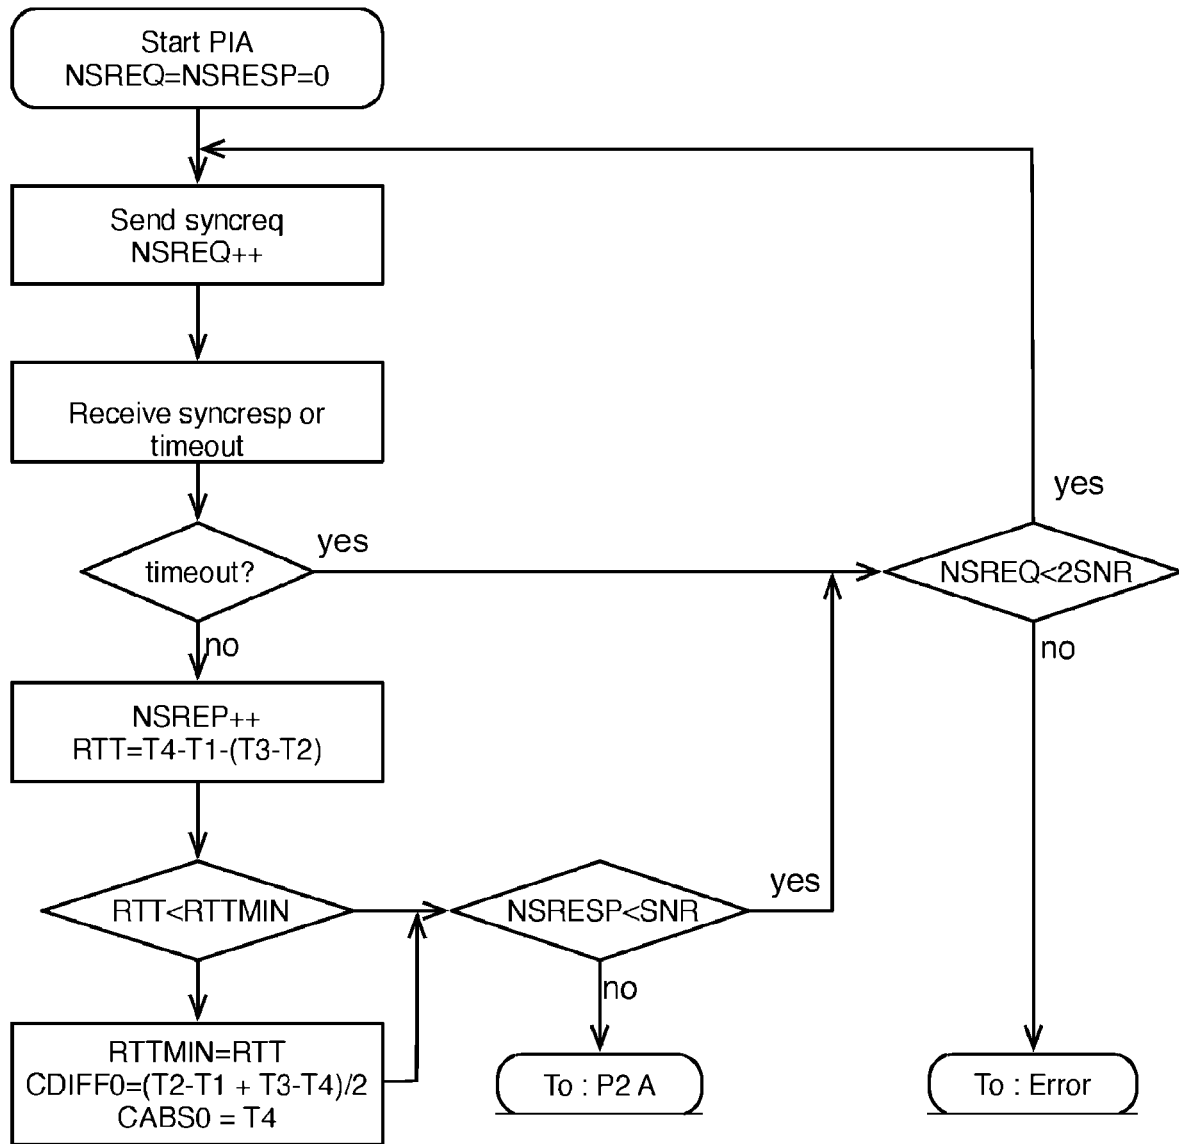 Start PIA
NSREQ=NSRESP=0
Send syncreq
NSREQ++
Receive syncresp or
timeout
yes
yes
timeout?
NSREQ<2SNR
no
no
NSREP++
RTT=T4-T1-(T3-T2)
yes
RTT<RTTMIN
NSRESP<SNR
no
RTTMIN=RTT
CDIFF0=(T2-T1 + T3-T4)/2
CABS0 = T4
To : P2 A
To : Error